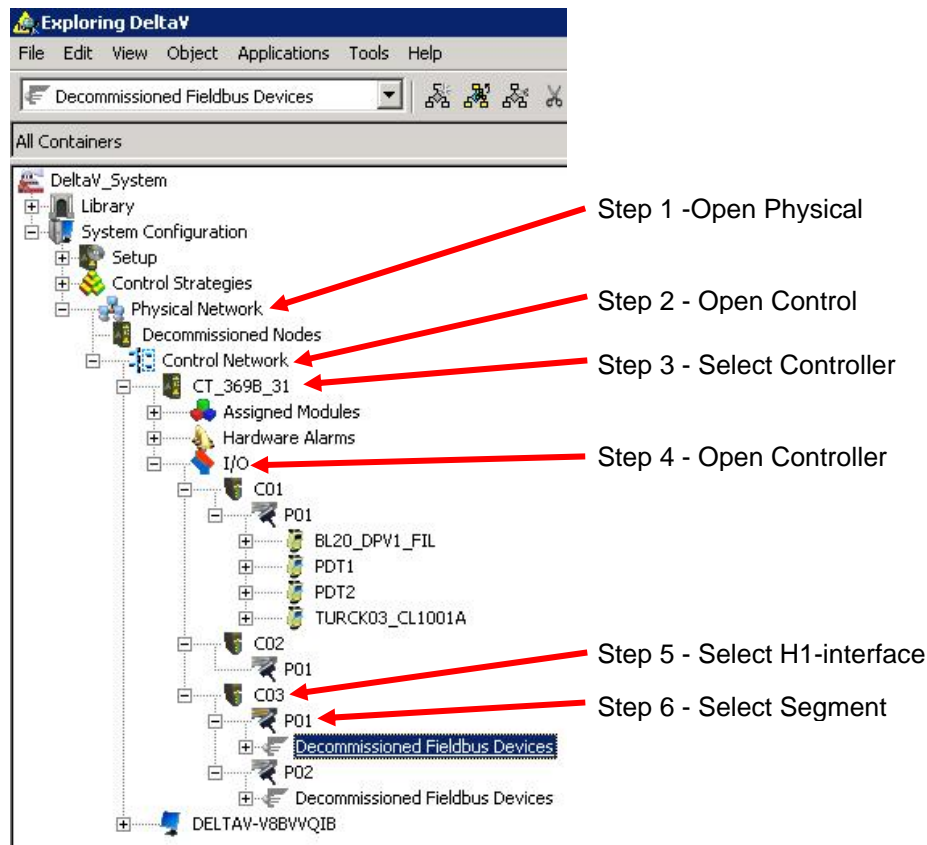 Exploring DeltaV
File Edit View Object Applications Tools Help
Decommissioned Fieldbus Devices
All Containers
DeltaV_System
Library
System Configuration
Setup
Control Strategies
Physical Network
Decommissioned Nodes
Control Network
CT_369B_31
Assigned Modules
Hardware Alarms
I/O
C01
P01
BL20_DPV1_FIL
PDT1
PDT2
TURCK03_CL1001A
C02
P01
C03
P01
Decommissioned Fieldbus Devices
P02
Decommissioned Fieldbus Devices
DELTAV-V8BVVQIB
Step 1 -Open Physical
Step 2 - Open Control
Step 3 - Select Controller
Step 4 - Open Controller
Step 5 - Select H1-interface
Step 6 - Select Segment